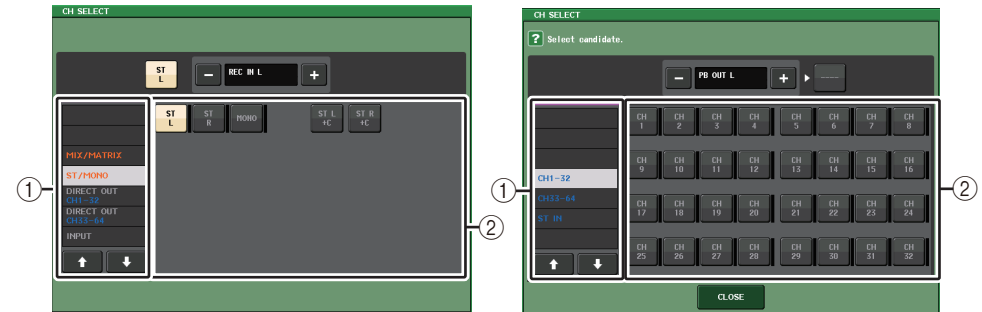 CH SELECT
ST L
−
REC IN L
+
ST L
ST R
MONO
ST L +C
ST R +C
MIX/MATRIX
ST/MONO
DIRECT OUT
CH1-32
DIRECT OUT
CH33-64
INPUT
①
②
CH SELECT
? Select candidate.
−
PB OUT L
+
----
CH 1 CH 2 CH 3 CH 4 CH 5 CH 6 CH 7 CH 8
CH 9 CH 10 CH 11 CH 12 CH 13 CH 14 CH 15 CH 16
CH 17 CH 18 CH 19 CH 20 CH 21 CH 22 CH 23 CH 24
CH 25 CH 26 CH 27 CH 28 CH 29 CH 30 CH 31 CH 32
CH1-32
CH33-64
ST IN
①
②
CLOSE